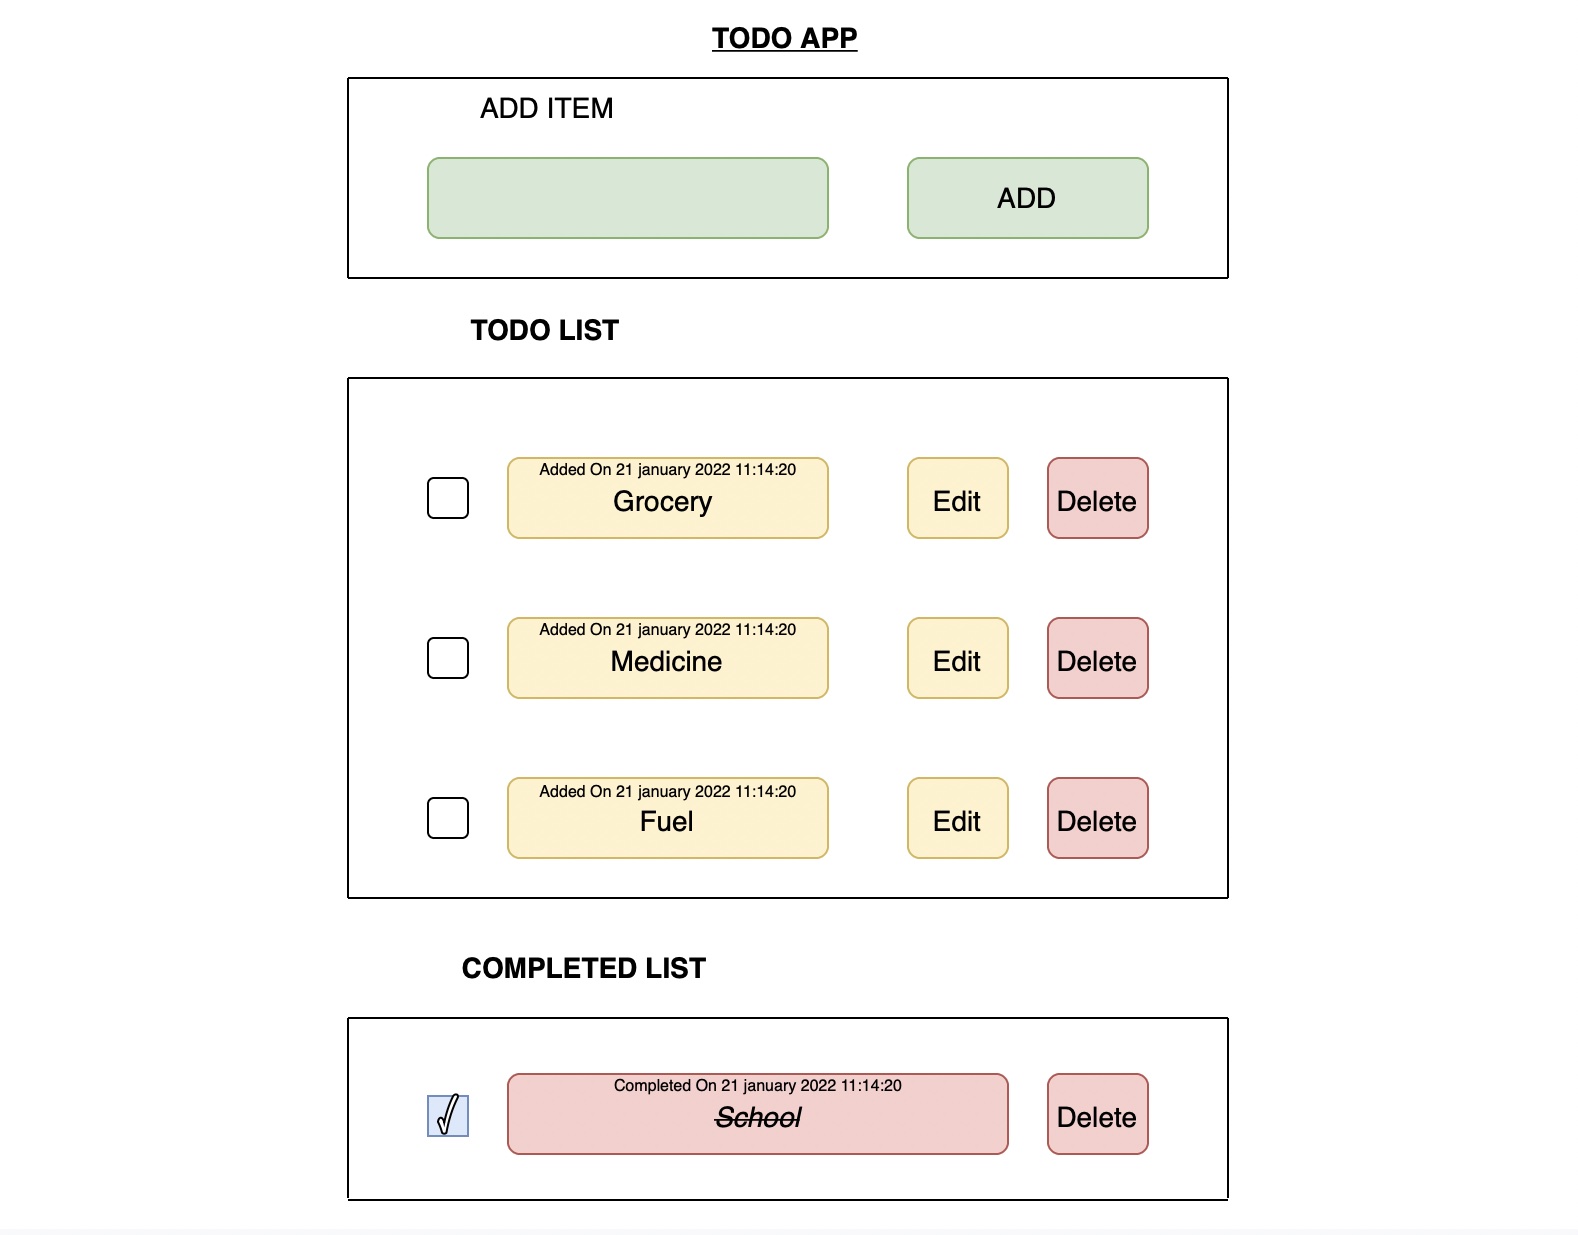 TODO APP
ADD ITEM
ADD
TODO LIST
Added On 21 january 2022 11:14:20
Grocery
Edit
Delete
Added On 21 january 2022 11:14:20
Medicine
Edit
Delete
Added On 21 january 2022 11:14:20
Fuel
Edit
Delete
COMPLETED LIST
Completed On 21 january 2022 11:14:20
School
Delete